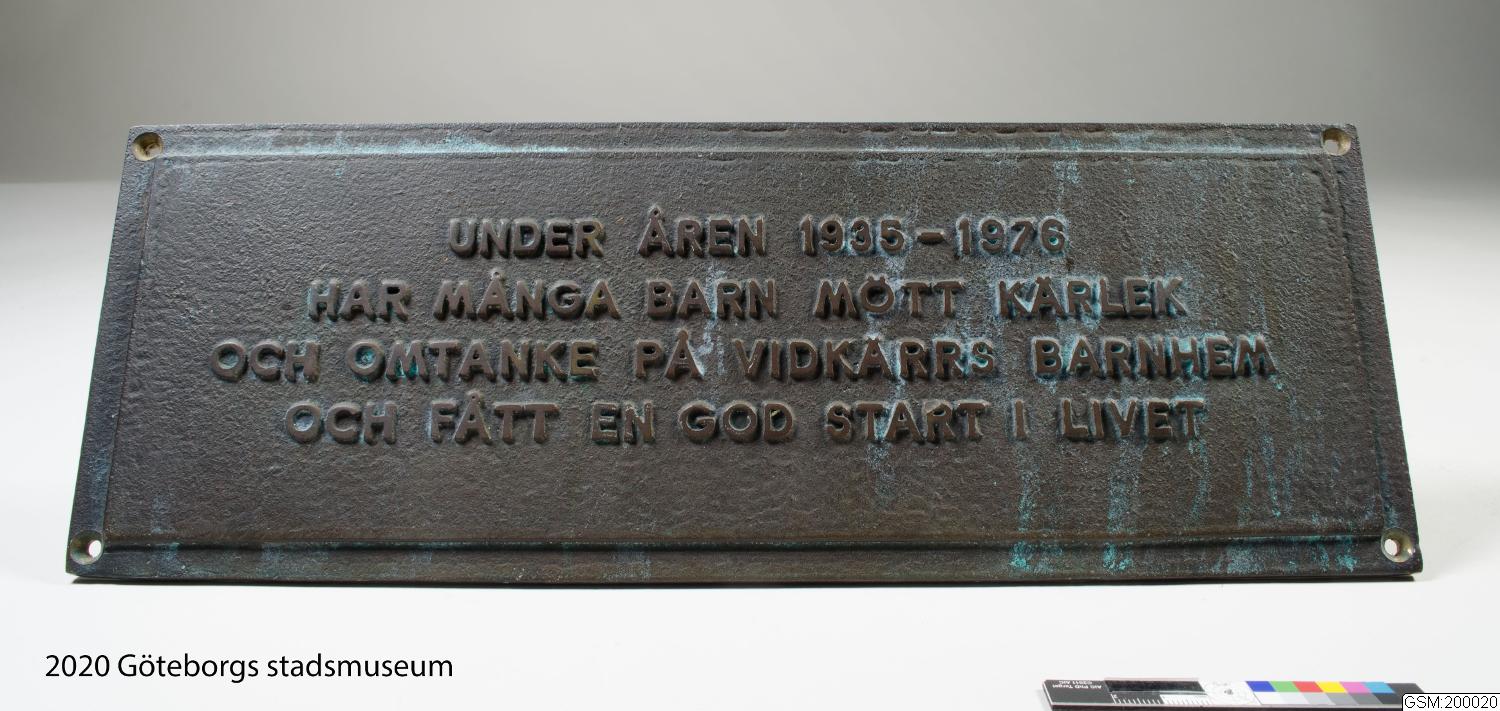 UNDER ÅREN 1935-1976
HAR MÅNGA BARN MÖTT KÄRLEK
OCH OMTANKE PÅ VIDKÄRRS BARNHEM
OCH FÅTT EN GOD START I LIVET
2020 Göteborgs stadsmuseum
GSM:200020